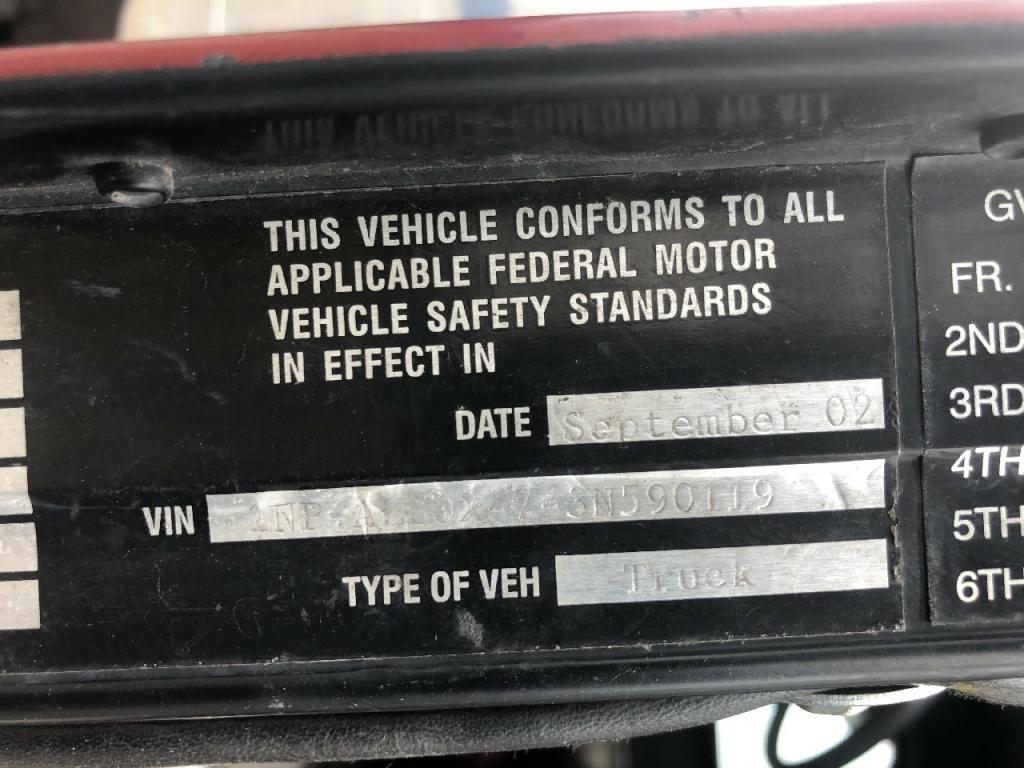 THIS VEHICLE CONFORMS TO ALL
APPLICABLE FEDERAL MOTOR
VEHICLE SAFETY STANDARDS
IN EFFECT IN
DATE September 02
VIN
TYPE OF VEH Truck
GV
FR.
2ND
3RD
4TH
5TH
6TH